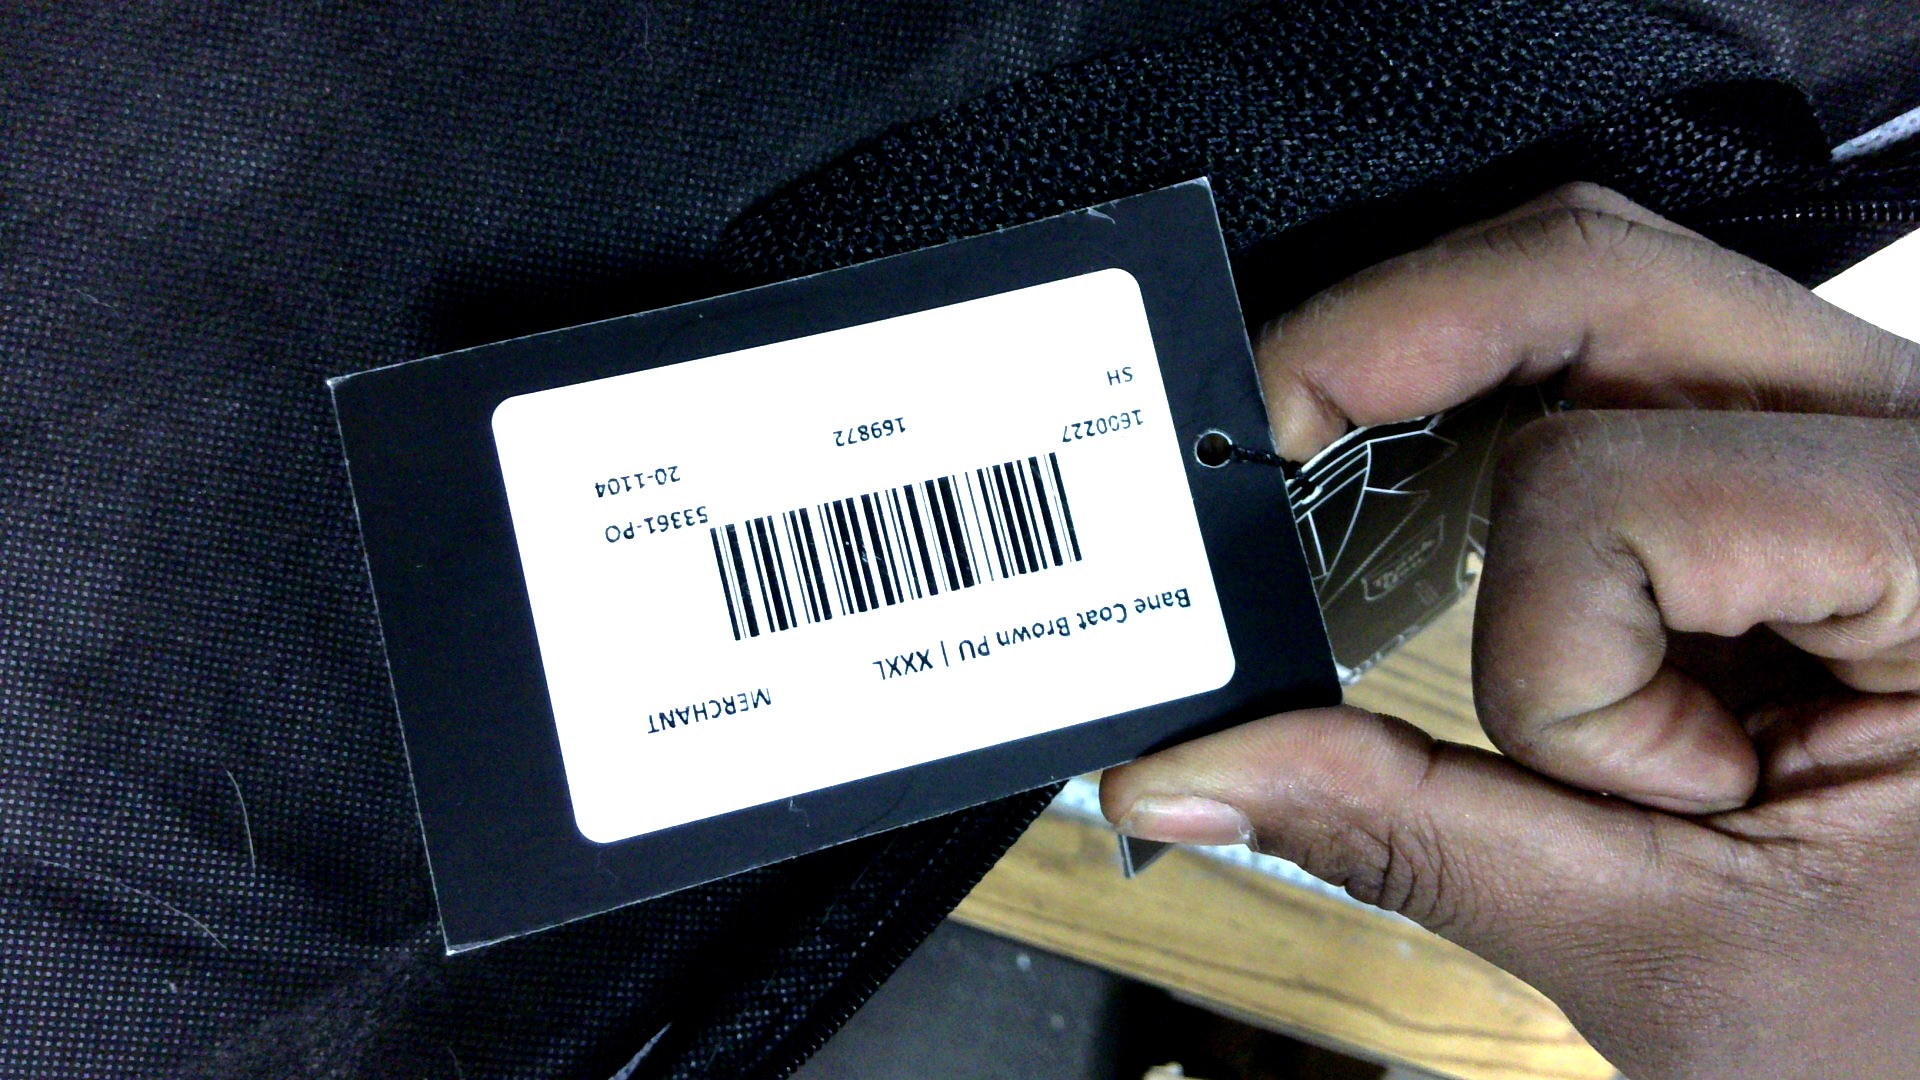 MERCHANT
Bane Coat Brown PU | XXXL
53361-PO
20-1104
169872
1600227
SH